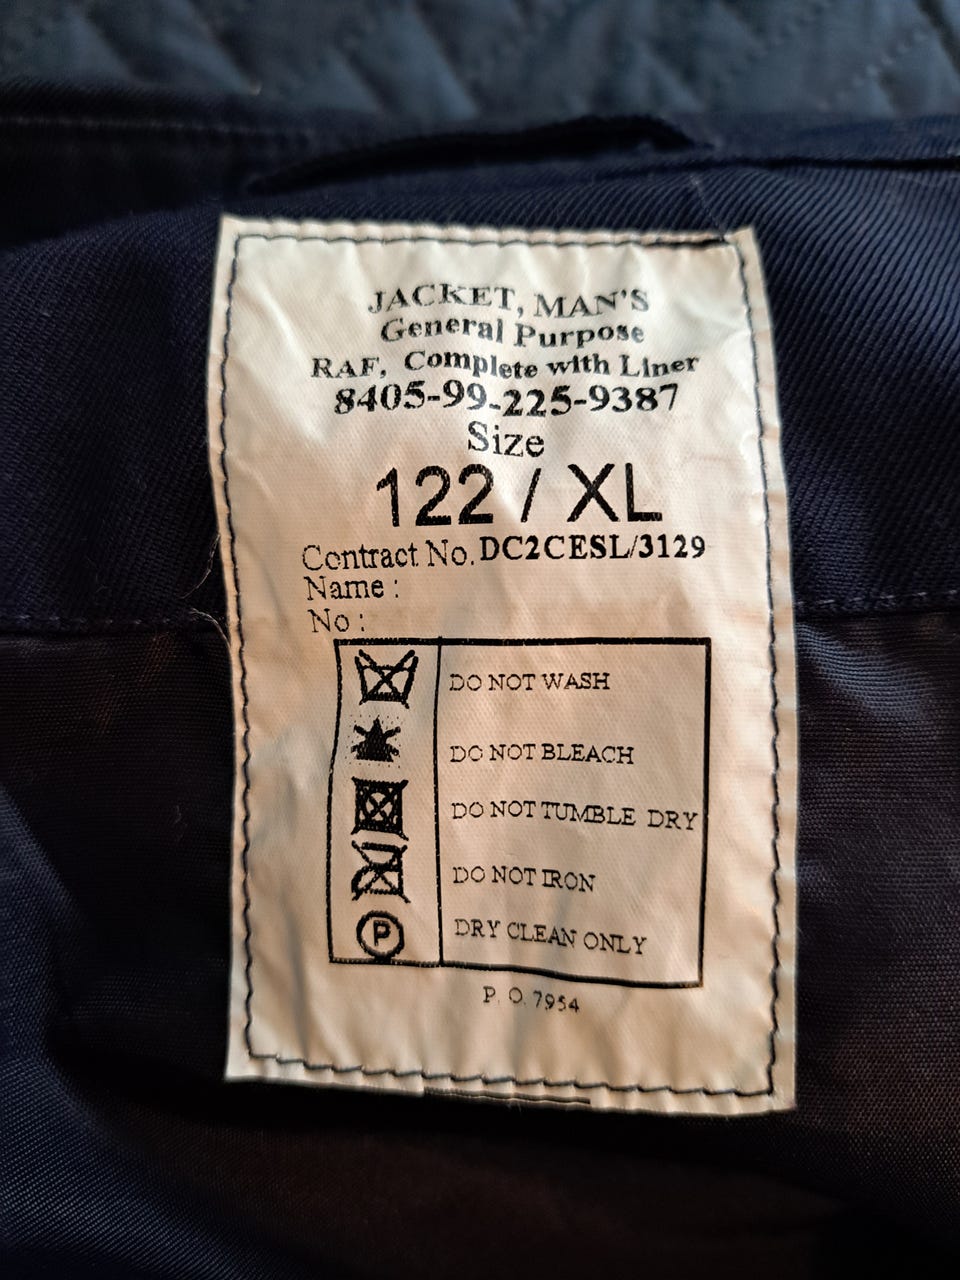 JACKET, MAN'S
General Purpose
RAF, Complete with Liner
8405-99-225-9387
Size
122 / XL
Contract No. DC2CESL/3129
Name :
No :
DO NOT WASH
DO NOT BLEACH
DO NOT TUMBLE DRY
DO NOT IRON
P DRY CLEAN ONLY
P. O. 7954